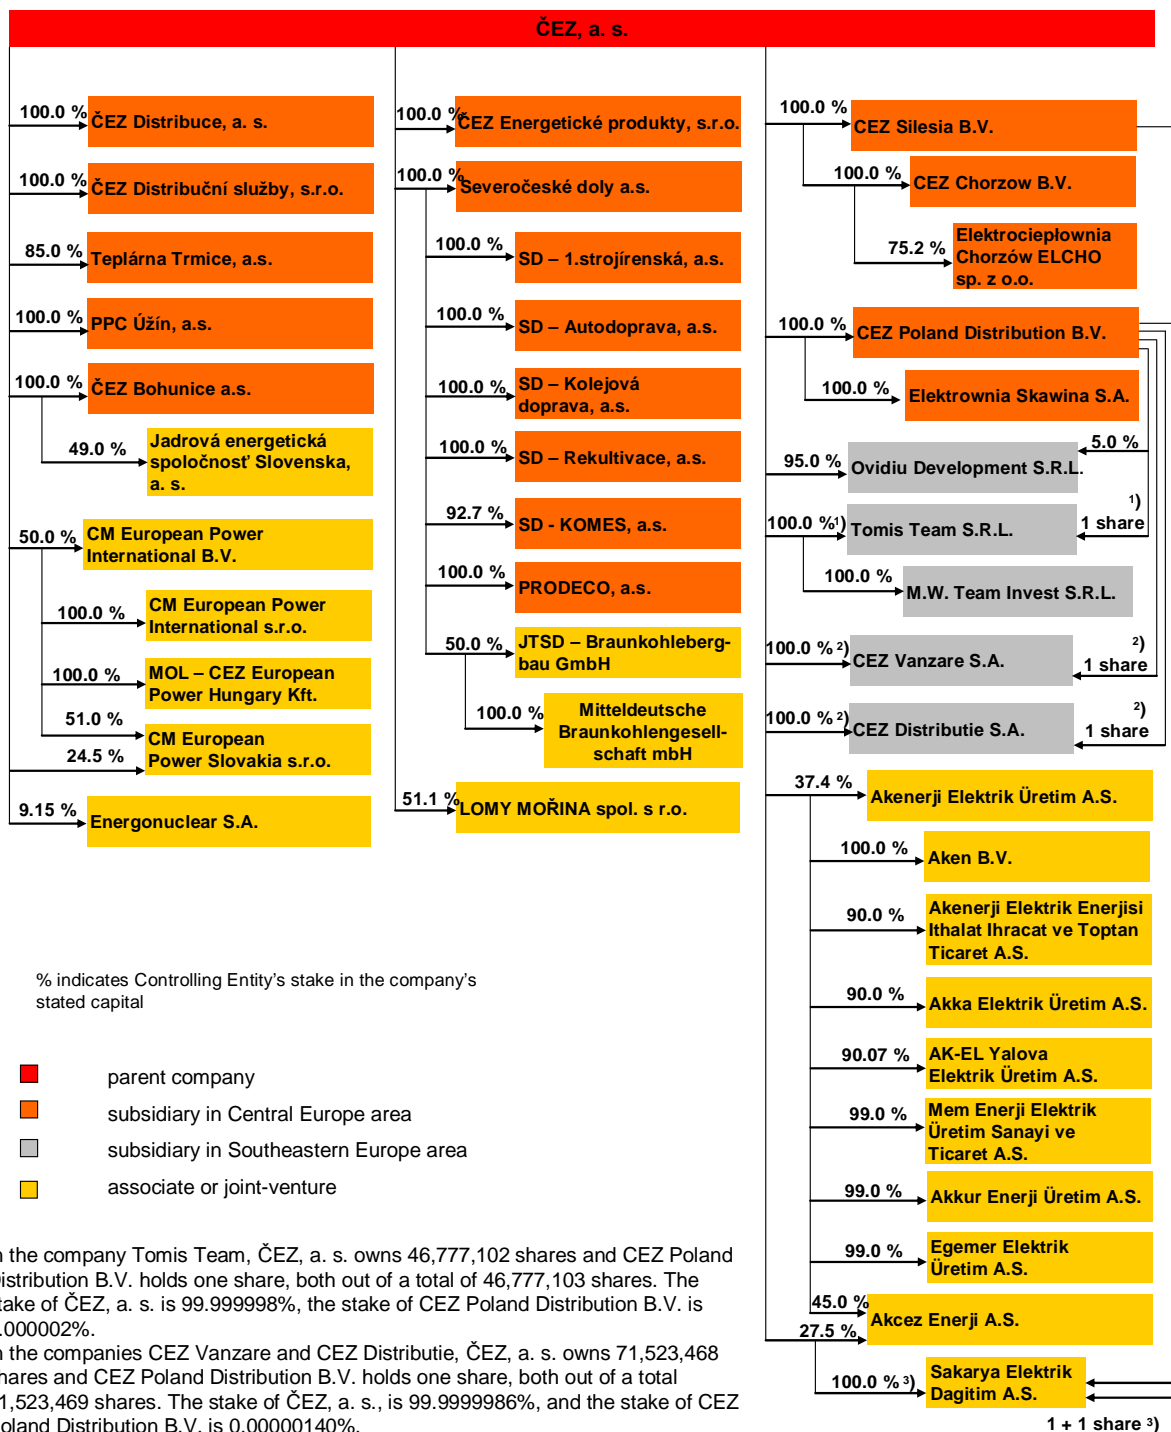 ČEZ, a. s.
100.0 %
ČEZ Distribuce, a. s.
100.0 %
ČEZ Distribuční služby, s.r.o.
85.0 %
Teplárna Trmice, a.s.
100.0 %
PPC Úžín, a.s.
100.0 %
ČEZ Bohunice a.s.
49.0 %
Jadrová energetická
spoločnosť Slovenska,
a. s.
50.0 %
CM European Power
International B.V.
100.0 %
CM European Power
International s.r.o.
100.0 %
MOL – CEZ European
Power Hungary Kft.
51.0 %
24.5 %
CM European
Power Slovakia s.r.o.
9.15 %
Energonuclear S.A.
100.0 %
ČEZ Energetické produkty, s.r.o.
100.0 %
Severočeské doly a.s.
100.0 %
SD – 1.strojírenská, a.s.
100.0 %
SD – Autodoprava, a.s.
100.0 %
SD – Kolejová
doprava, a.s.
100.0 %
SD – Rekultivace, a.s.
92.7 %
SD - KOMES, a.s.
100.0 %
PRODECO, a.s.
50.0 %
JTSD – Braunkohleberg-
bau GmbH
100.0 %
Mitteldeutsche
Braunkohlengesell-
schaft mbH
51.1 %
LOMY MOŘINA spol. s r.o.
100.0 %
CEZ Silesia B.V.
100.0 %
CEZ Chorzow B.V.
75.2 %
Elektrociepłownia
Chorzów ELCHO
sp. z o.o.
100.0 %
CEZ Poland Distribution B.V.
100.0 %
Elektrownia Skawina S.A.
95.0 %
Ovidiu Development S.R.L.
5.0 %
100.0 %1)
Tomis Team S.R.L.
1)
1 share
100.0 %
M.W. Team Invest S.R.L.
100.0 % 2)
CEZ Vanzare S.A.
2)
1 share
100.0 % 2)
CEZ Distributie S.A.
2)
1 share
37.4 %
Akenerji Elektrik Üretim A.S.
100.0 %
Aken B.V.
90.0 %
Akenerji Elektrik Enerjisi
Ithalat Ihracat ve Toptan
Ticaret A.S.
90.0 %
Akka Elektrik Üretim A.S.
90.07 %
AK-EL Yalova
Elektrik Üretim A.S.
99.0 %
Mem Enerji Elektrik
Üretim Sanayi ve
Ticaret A.S.
99.0 %
Akkur Enerji Üretim A.S.
99.0 %
Egemer Elektrik
Üretim A.S.
45.0 %
27.5 %
Akcez Enerji A.S.
100.0 % 3)
Sakarya Elektrik
Dagitim A.S.
1 + 1 share 3)
% indicates Controlling Entity's stake in the company's
stated capital
parent company
subsidiary in Central Europe area
subsidiary in Southeastern Europe area
associate or joint-venture
n the company Tomis Team, ČEZ, a. s. owns 46,777,102 shares and CEZ Poland
istribution B.V. holds one share, both out of a total of 46,777,103 shares. The
take of ČEZ, a. s. is 99.999998%, the stake of CEZ Poland Distribution B.V. is
.000002%.
n the companies CEZ Vanzare and CEZ Distributie, ČEZ, a. s. owns 71,523,468
hares and CEZ Poland Distribution B.V. holds one share, both out of a total
1,523,469 shares. The stake of ČEZ, a. s., is 99.9999986%, and the stake of CEZ
oland Distribution B.V. is 0.00000140%.